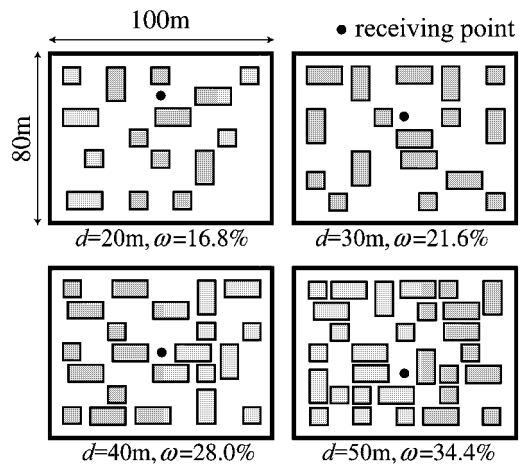 100m
● receiving point
80m
d=20m, ω=16.8%
d=30m, ω=21.6%
d=40m, ω=28.0%
d=50m, ω=34.4%